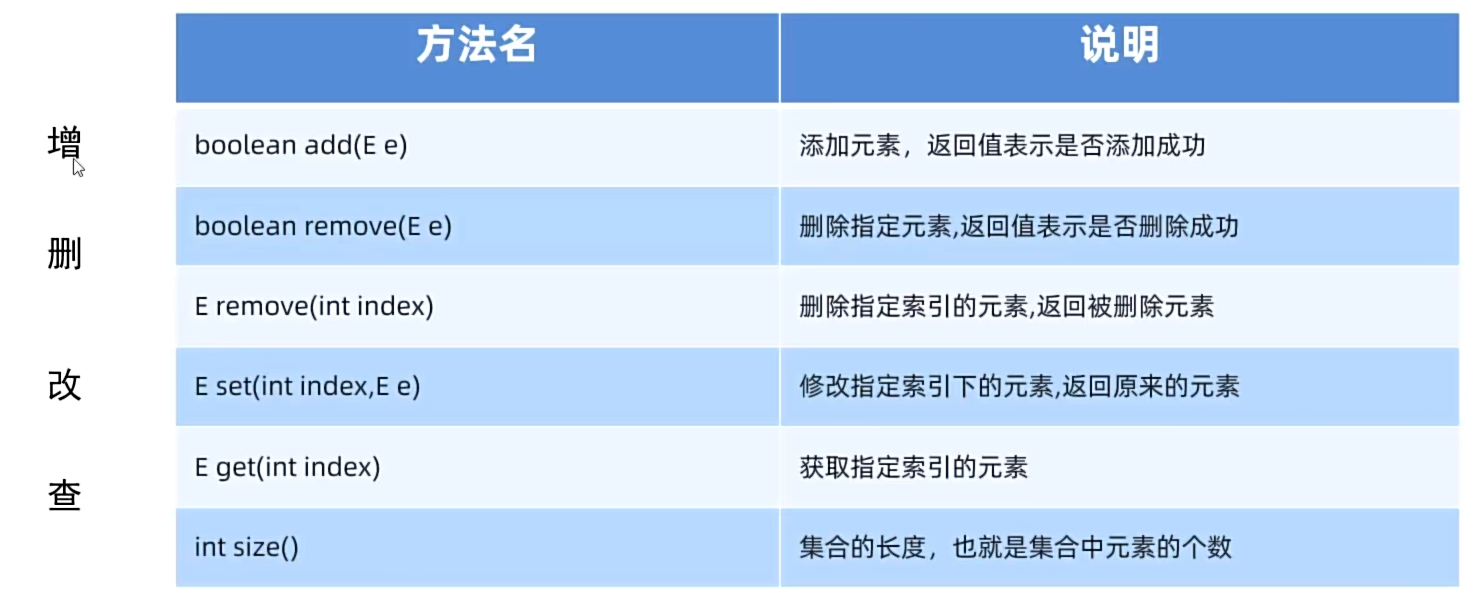 方法名 说明
增
boolean add(E e) 添加元素，返回值表示是否添加成功
boolean remove(E e) 删除指定元素,返回值表示是否删除成功
删
E remove(int index) 删除指定索引的元素,返回被删除元素
改
E set(int index,E e) 修改指定索引下的元素,返回原来的元素
E get(int index) 获取指定索引的元素
查
int size() 集合的长度，也就是集合中元素的个数